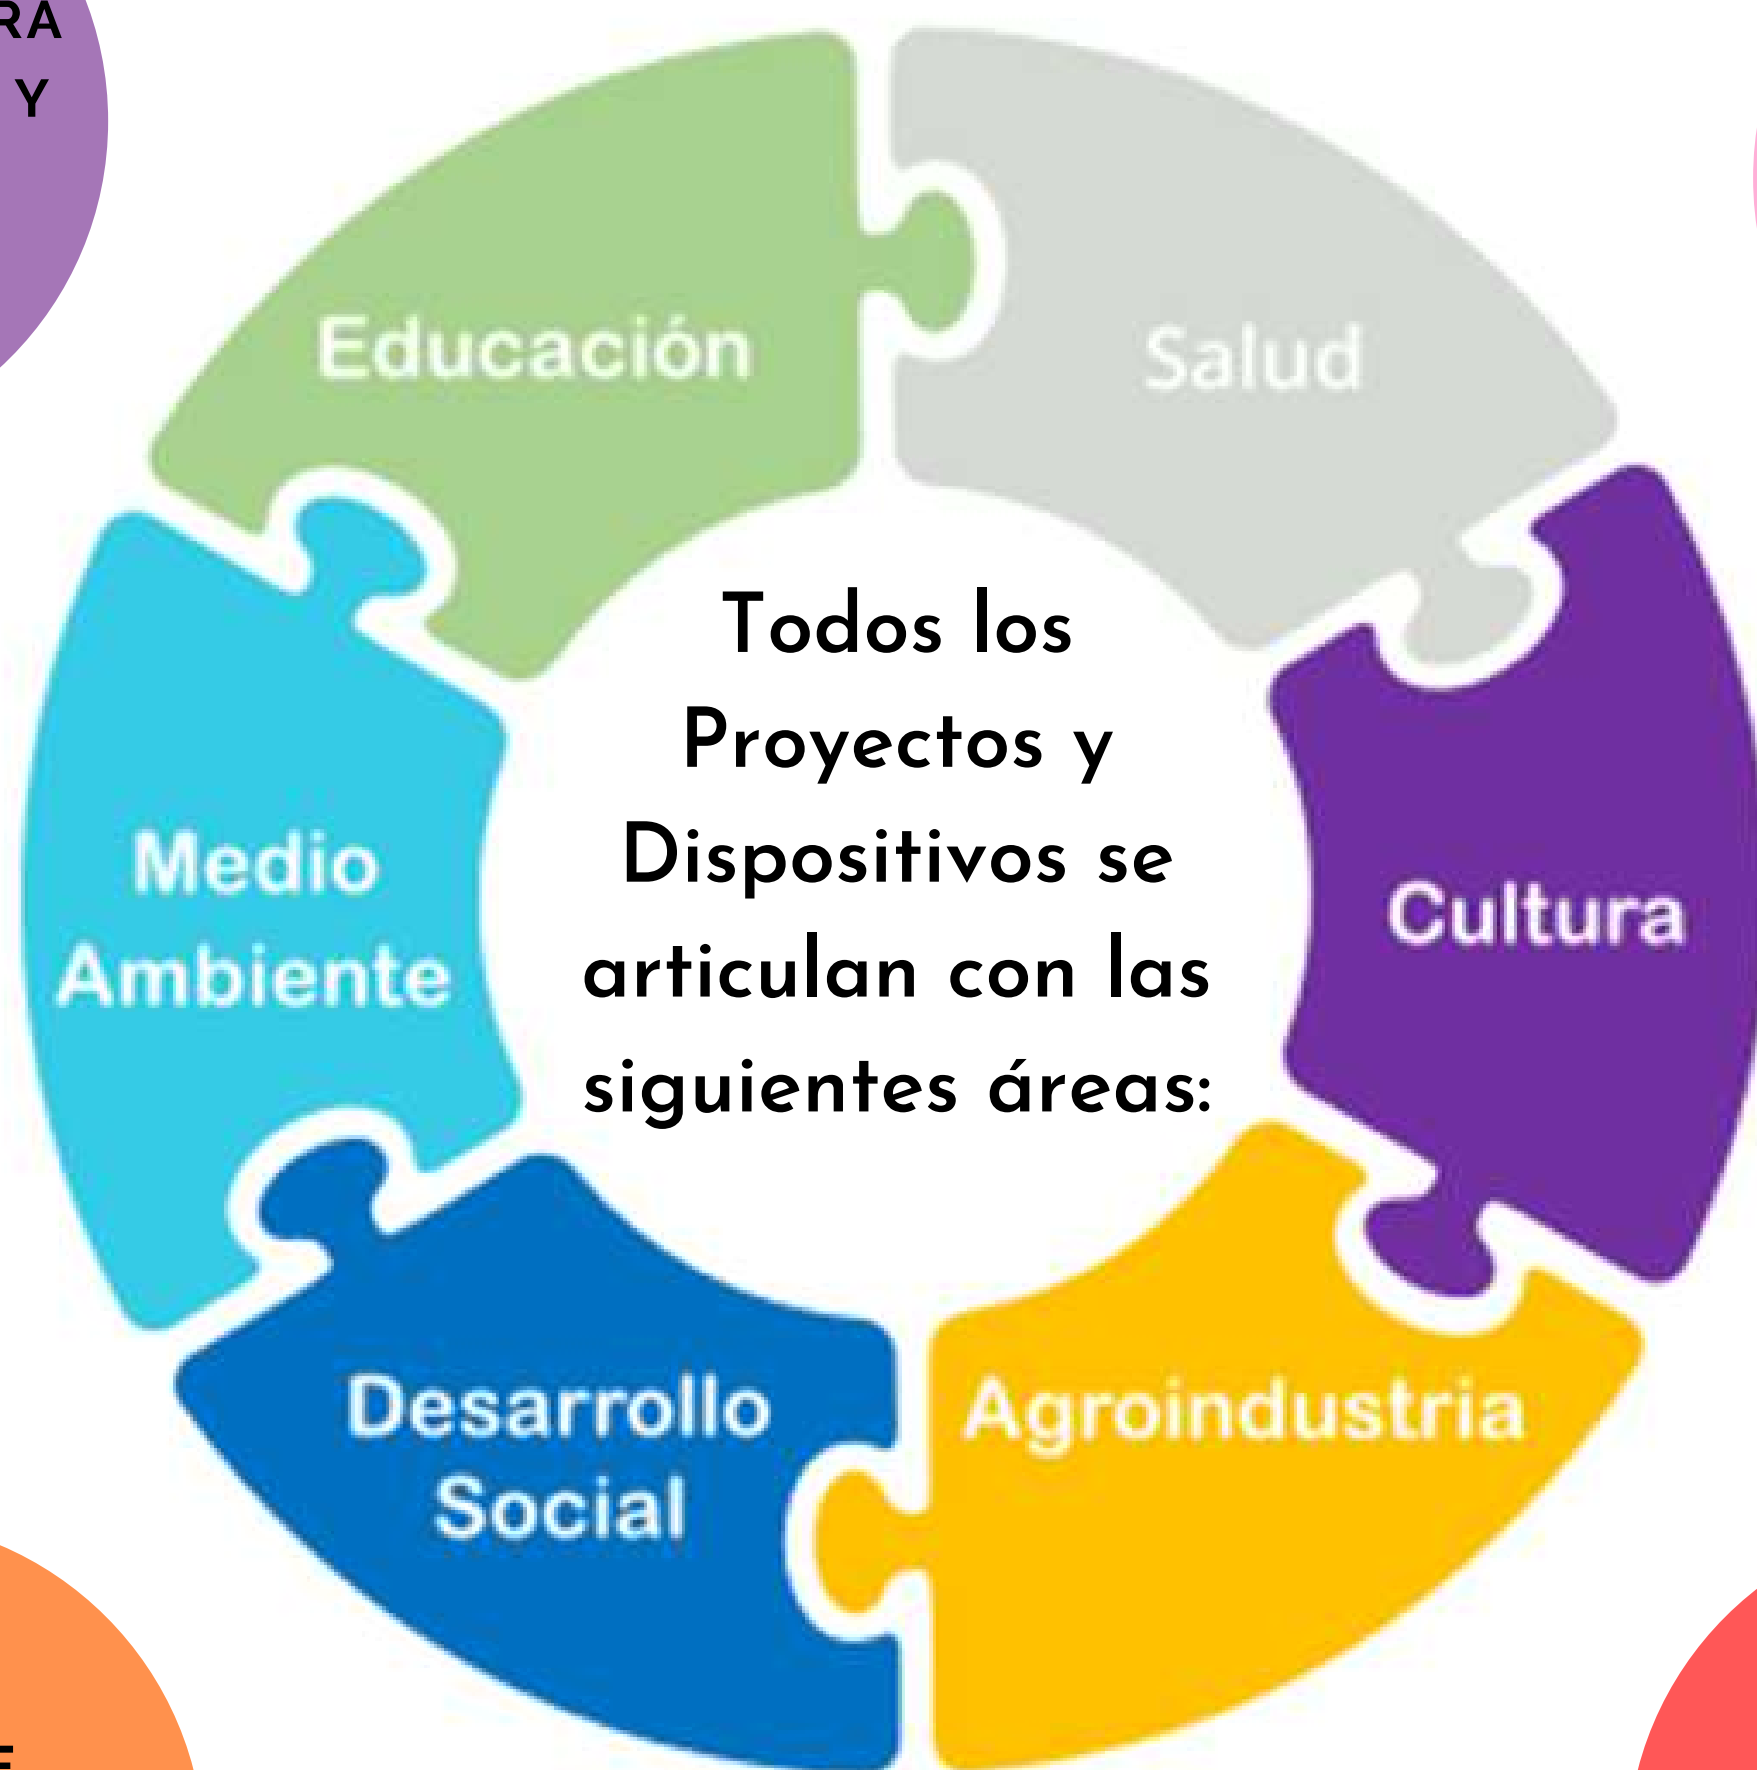 Y
Educación
Salud
Todos los
Proyectos y
Dispositivos se
articulan con las
siguientes áreas:
Medio
Ambiente
Cultura
Desarrollo
Social
Agroindustria